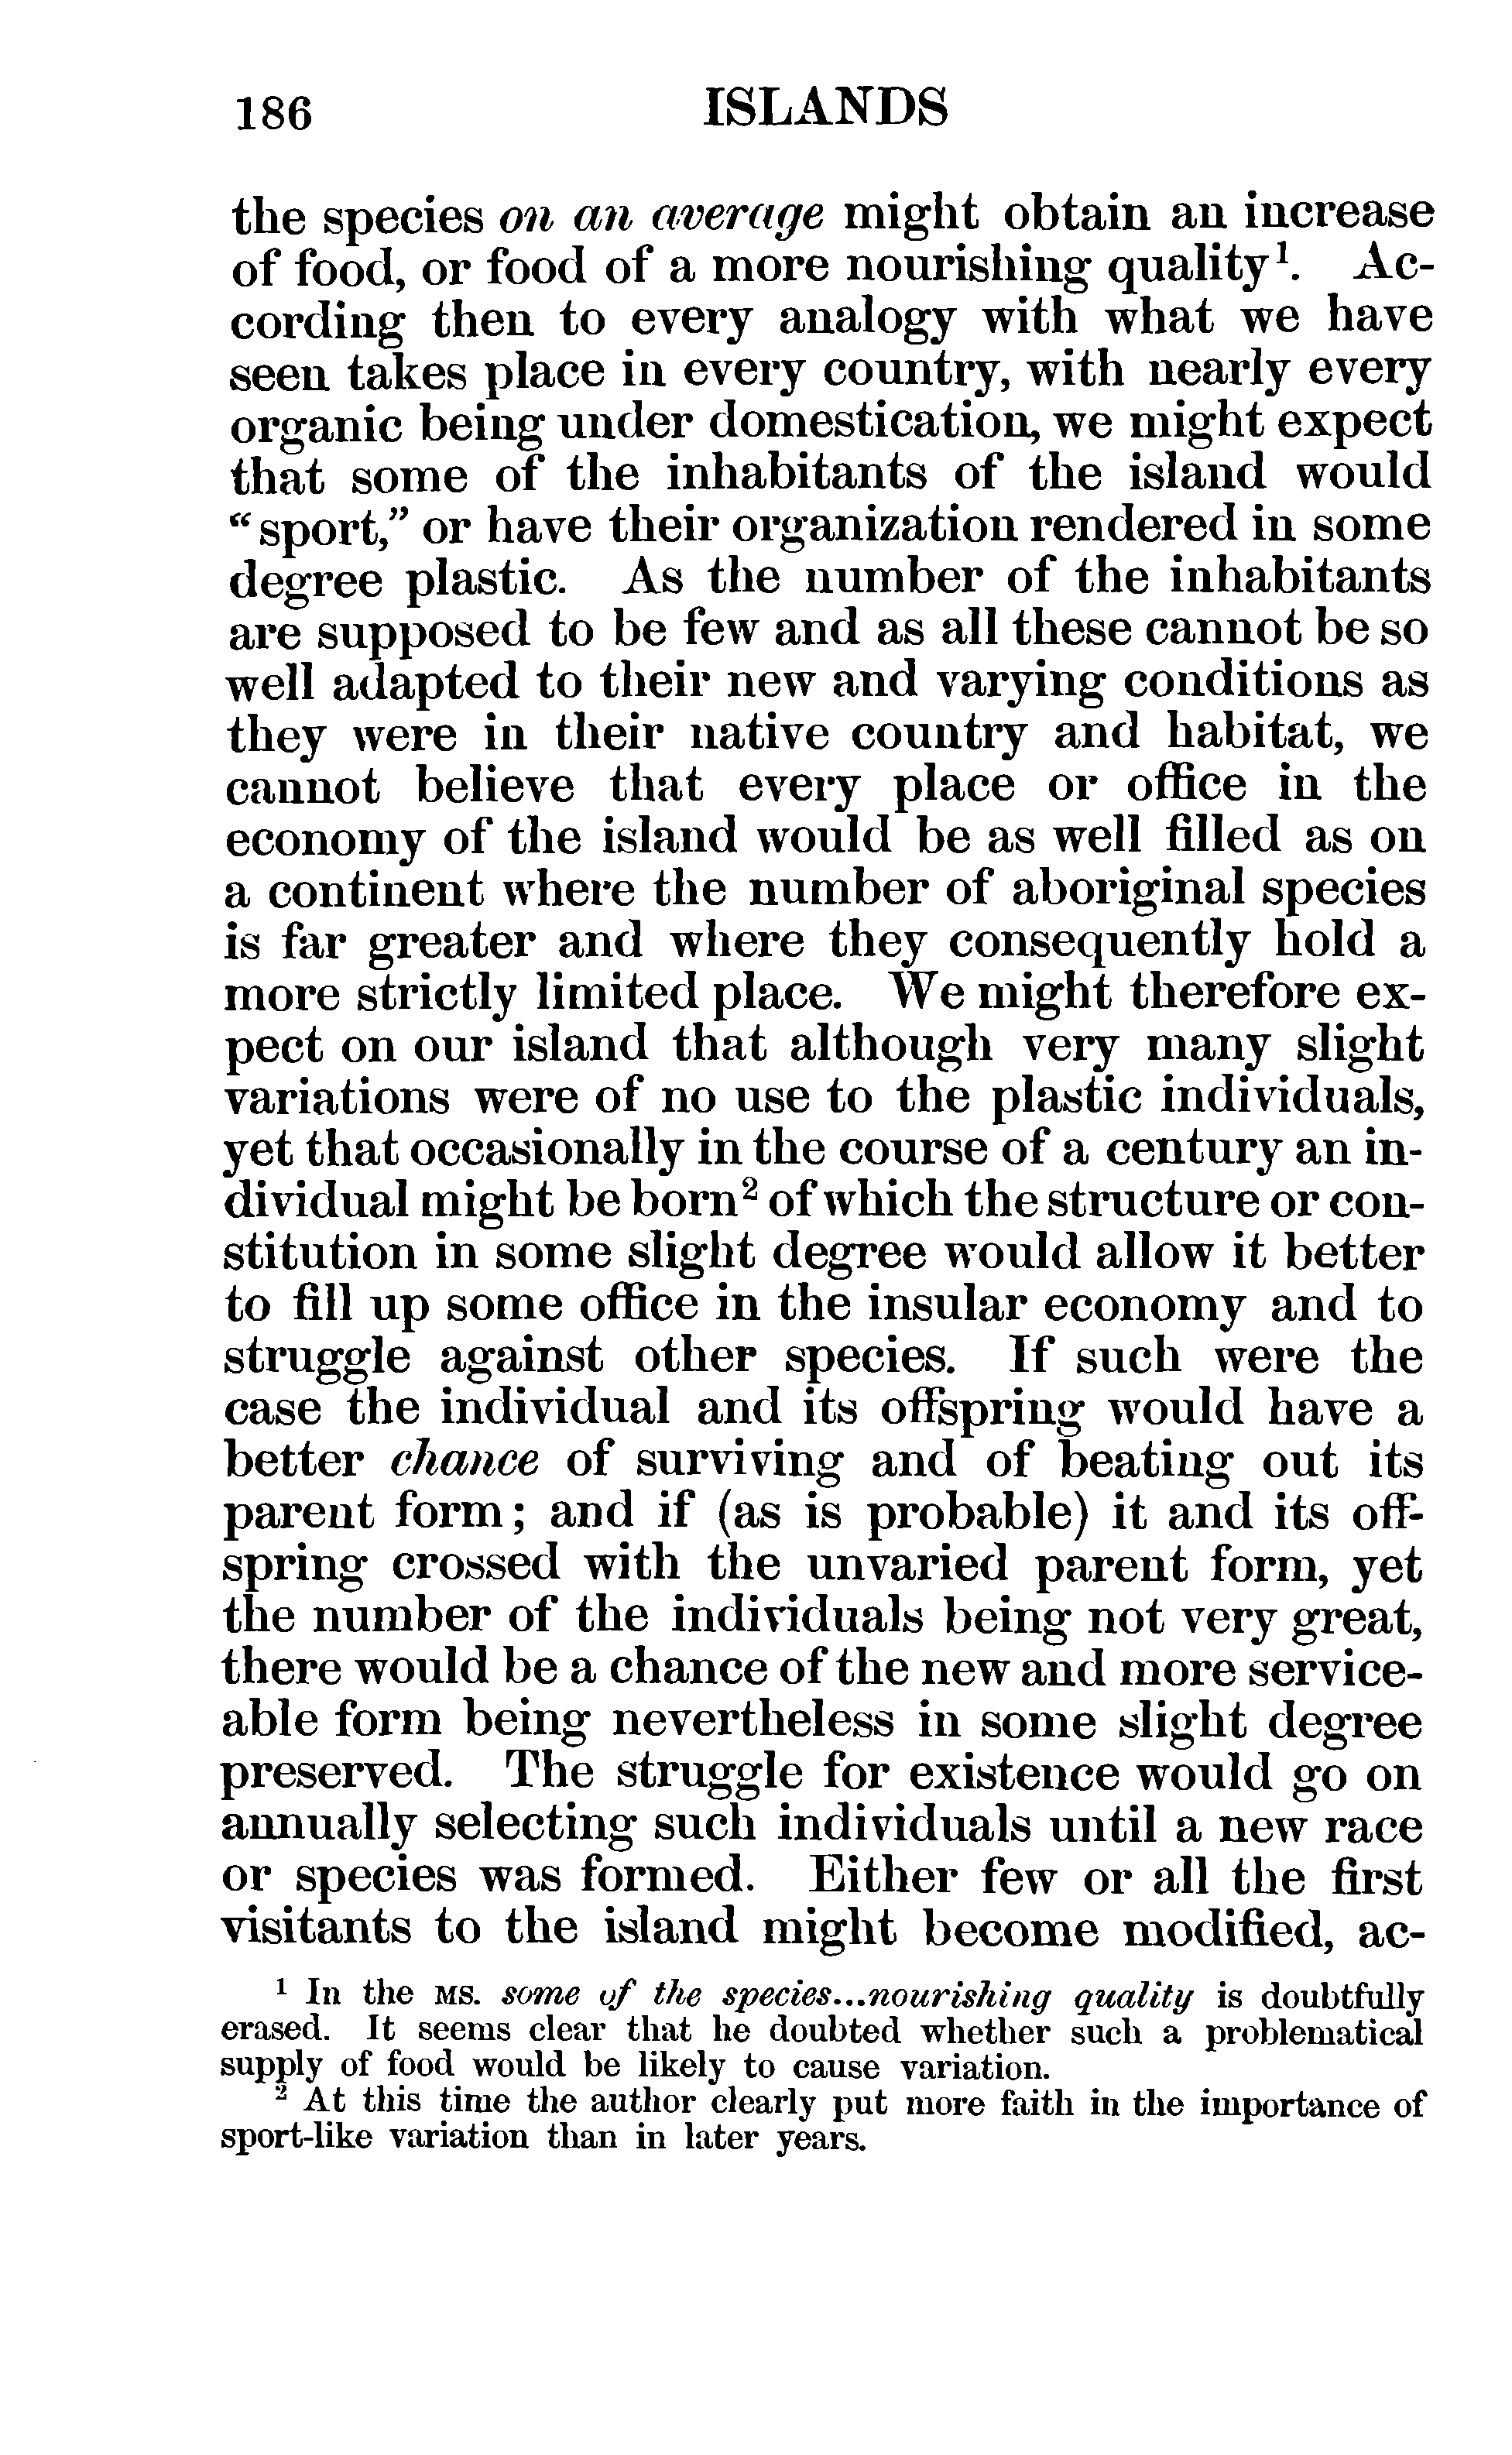 186 ISLANDS
the species on an average might obtain an increase
of food, or food of a more nourishing quality¹. Ac-
cording then to every analogy with what we have
seen takes place in every country, with nearly every
organic being under domestication, we might expect
that some of the inhabitants of the island would
“sport,” or have their organization rendered in some
degree plastic. As the number of the inhabitants
are supposed to be few and as all these cannot be so
well adapted to their new and varying conditions as
they were in their native country and habitat, we
cannot believe that every place or office in the
economy of the island would be as well filled as on
a continent where the number of aboriginal species
is far greater and where they consequently hold a
more strictly limited place. We might therefore ex-
pect on our island that although very many slight
variations were of no use to the plastic individuals,
yet that occasionally in the course of a century an in-
dividual might be born² of which the structure or con-
stitution in some slight degree would allow it better
to fill up some office in the insular economy and to
struggle against other species. If such were the
case the individual and its offspring would have a
better chance of surviving and of beating out its
parent form; and if (as is probable) it and its off-
spring crossed with the unvaried parent form, yet
the number of the individuals being not very great,
there would be a chance of the new and more service-
able form being nevertheless in some slight degree
preserved. The struggle for existence would go on
annually selecting such individuals until a new race
or species was formed. Either few or all the first
visitants to the island might become modified, ac-
¹ In the MS. some of the species...nourishing quality is doubtfully
erased. It seems clear that he doubted whether such a problematical
supply of food would be likely to cause variation.
² At this time the author clearly put more faith in the importance of
sport-like variation than in later years.